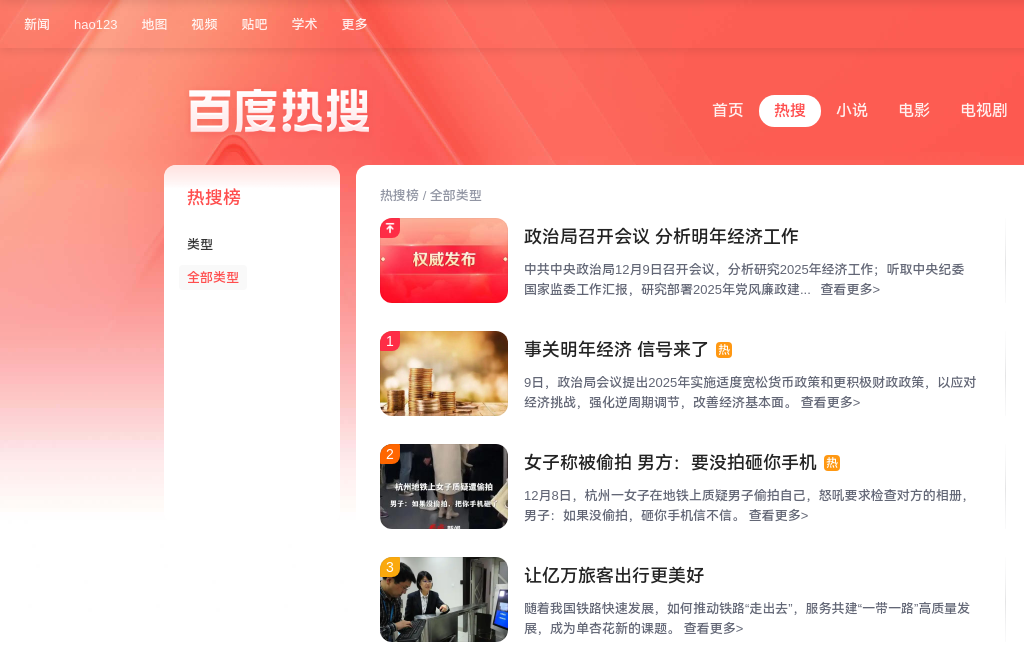 新闻 hao123 地图 视频 贴吧 学术 更多
百度热搜
首页 热搜 小说 电影 电视剧
热搜榜
类型
全部类型
热搜榜 / 全部类型
权威发布
政治局召开会议 分析明年经济工作
中共中央政治局12月9日召开会议，分析研究2025年经济工作；听取中央纪委
国家监委工作汇报，研究部署2025年党风廉政建... 查看更多>
1
事关明年经济 信号来了 热
9日，政治局会议提出2025年实施适度宽松货币政策和更积极财政政策，以应对
经济挑战，强化逆周期调节，改善经济基本面。 查看更多>
2
杭州地铁上女子质疑遭偷拍
男子：如果没偷拍，把你手机砸了
女子称被偷拍 男方：要没拍砸你手机 热
12月8日，杭州一女子在地铁上质疑男子偷拍自己，怒吼要求检查对方的相册，
男子：如果没偷拍，砸你手机信不信。 查看更多>
3
让亿万旅客出行更美好
随着我国铁路快速发展，如何推动铁路“走出去”，服务共建“一带一路”高质量发
展，成为单杏花新的课题。 查看更多>